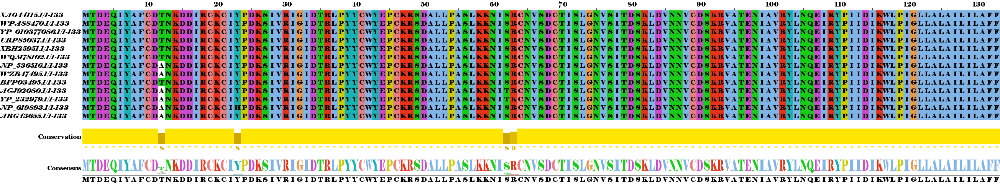 10 20 30 40 50 60 70 80 90 100 110 120 130
XAO44115.1/1-133 MTDEQIYAFCDTNKDDIRCKCIYPDKSIVRIGIDTRLPYYCWYEPCKRSDALLPASLKKNISRCNVSDCTISLGNVSITDSKLDVNNVCDSKRVATENIAVRYLNQEIRYPIIDIKWLPIGLLALAILILAFF
WPA88470.1/1-133 MTDEQIYAFCDTNKDDIRCKCIYPDKSIVRIGIDTRLPYYCWYEPCKRSDALLPASLKKNISRCNVSDCTISLGNVSITDSKLDVNNVCDSKRVATENIAVRYLNQEIRYPIIDIKWLPIGLLALAILILAFF
YP_010377086.1/1-133 MTDEQIYAFCDTNKDDIRCKCIYPDKSIVRIGIDTRLPYYCWYEPCKRSDALLPASLKKNISRCNVSDCTISLGNVSITDSKLDVNNVCDSKRVATENIAVRYLNQEIRYPIIDIKWLPIGLLALAILILAFF
URP85037.1/1-133 MTDEQIYAFCDTNKDDIRCKCIYPDKSIVRIGIDTRLPYYCWYEPCKRSDALLPASLKKNISRCNVSDCTISLGNVSITDSKLDVNNVCDSKRVATENIAVRYLNQEIRYPIIDIKWLPIGLLALAILILAFF
XBH25951.1/1-133 MTDEQIYAFCDTNKDDIRCKCIYPDKSIVRIGIDTRLPYYCWYEPCKRSDALLPASLKKNISRCNVSDCTISLGNVSITDSKLDVNNVCDSKRVATENIAVRYLNQEIRYPIIDIKWLPIGLLALAILILAFF
WQM78102.1/1-133 MTDEQIYAFCDTNKDDIRCKCIYPDKSIVRIGIDTRLPYYCWYEPCKRSDALLPASLKKNISRCNVSDCTISLGNVSITDSKLDVNNVCDSKRVATENIAVRYLNQEIRYPIIDIKWLPIGLLALAILILAFF
NP_536516.1/1-133 MTDEQIYAFCDANKDDIRCKCIYPDKSIVRIGIDTRLPYYCWYEPCKRSDALLPASLKKNISRCNVSDCTISLGNVSITDSKLDVNNVCDSKRVATENIAVRYLNQEIRYPIIDIKWLPIGLLALAILILAFF
WZB47495.1/1-133 MTDEQIYAFCDANKDDIRCKCIYPDKSIVRIGIDTRLPYYCWYEPCKRSDALLPASLKKNISRCNVSDCTISLGNVSITDSKLDVNNVCDSKRVATENIAVRYLNQEIRYPIIDIKWLPIGLLALAILILAFF
BFP03495.1/1-133 MTDEQIYAFCDTNKDDIRCKCIYPDKSIVRIGIDTRLPYYCWYEPCKRSDALLPASLKKNISRCNVSDCTISLGNVSITDSKLDVNNVCDSKRVATENIAVRYLNQEIRYPIIDIKWLPIGLLALAILILAFF
AGJ92080.1/1-133 MTDEQIYAFCDANKDDIRCKCIYPDKSIVRIGIDTRLPYYCWYEPCKRSDALLPASLKKNITRCNVSDCTISLGNVSITDSKLDVNNVCDSKRVATENIAVRYLNQEIRYPIIDIKWLPIGLLALAILILAFF
YP_232979.1/1-133 MTDEQIYAFCDANKDDIRCKCIYPDKSIVRIGIDTRLPYYCWYEPCKRSDALLPASLKKNITKCNVSDCTISLGNVSITDSKLDVNNVCDSKRVATENIAVRYLNQEIRYPIIDIKWLPIGLLALAILILAFF
NP_619893.1/1-133 MTDEQIYAFCDANKDDIRCKCIHPDKSIVRIGIDTRLPYYCWYEPCKRSDALLPASLKKNISRCNVSDCTISLGNVSITDSKLDVNNVCDSKRVATENIAVRYLNQEIRYPIIDIKWLPIGLLALAILILAFF
ABG43655.1/1-133 MTDEQIYAFCDANKDDIRCKCIYPDKSIVRIGIDTRLPYYCWYEPCKRSDALLPASLKKNISRCNVSDCTISLGNVSITDSKLDVNNVCDSKRVATENIAVRYLNQEIRYPIIDIKWLPIGLLALAILILAFF
Conservation
***********8**********8**************************************89**********************************************************************
Consensus MTDEQIYAFCDTNKDDIRCKCIYPDKSIVRIGIDTRLPYYCWYEPCKRSDALLPASLKKNISRCNVSDCTISLGNVSITDSKLDVNNVCDSKRVATENIAVRYLNQEIRYPIIDIKWLPIGLLALAILILAFF
MTDEQIYAFCDTNKDDIRCKCIYPDKSIVRIGIDTRLPYYCWYEPCKRSDALLPASLKKNISRCNVSDCTISLGNVSITDSKLDVNNVCDSKRVATENIAVRYLNQEIRYPIIDIKWLPIGLLALAILILAFF